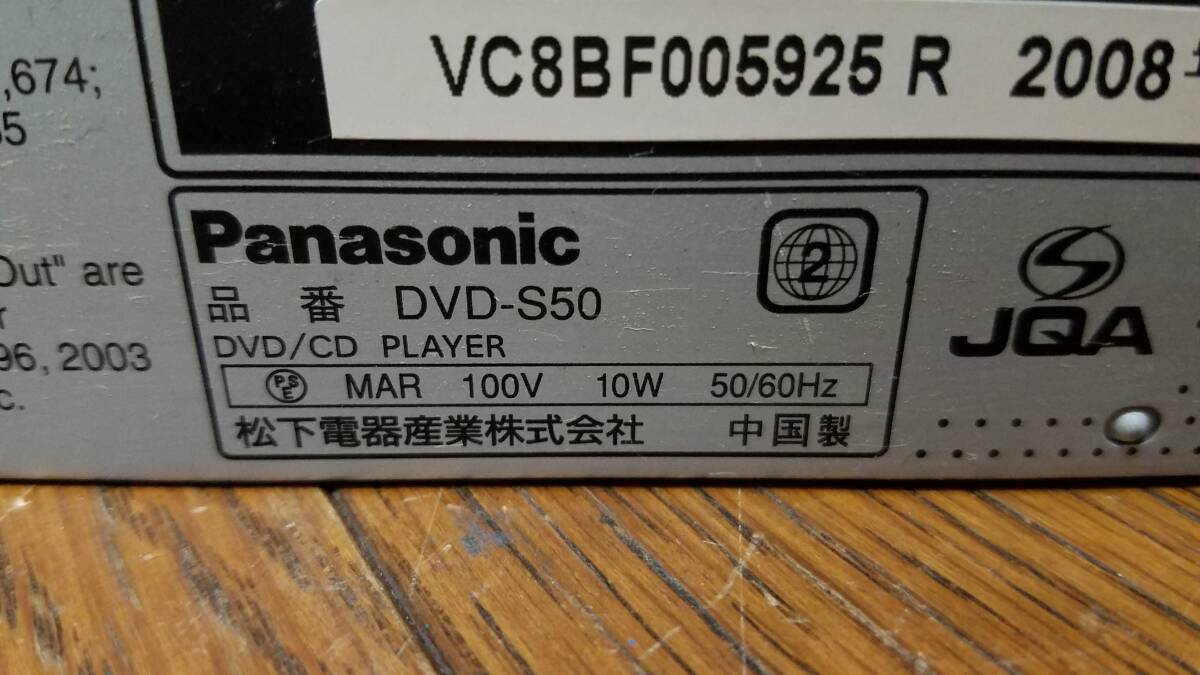 ,674;
5
VC8BF005925 R 2008
Out" are
r
96, 2003
c.
Panasonic
2
品番 DVD-S50
DVD/CD PLAYER
PSE MAR 100V 10W 50/60Hz
松下電器産業株式会社 中国製
JQA